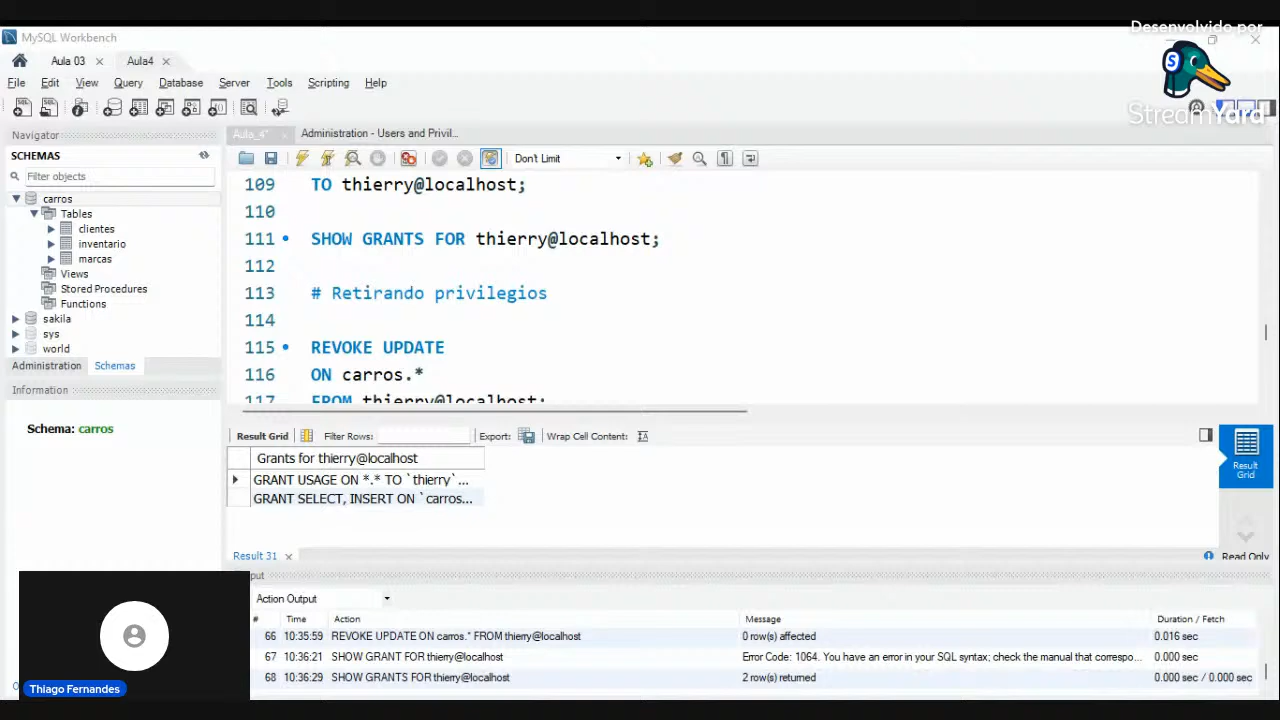 Desenvolvido por
StreamYard
MySQL Workbench
Aula 03
Aula4
File Edit View Query Database Server Tools Scripting Help
Navigator
Aula_4*
Administration - Users and Privil...
SCHEMAS
Filter objects
Don't Limit
carros
Tables
clientes
inventario
marcas
Views
Stored Procedures
Functions
sakila
sys
world
Administration Schemas
Information
Schema: carros
109 TO thierry@localhost;
110
111 SHOW GRANTS FOR thierry@localhost;
112
113 # Retirando privilegios
114
115 REVOKE UPDATE
116 ON carros.*
117 FROM thierry@localhost;
Result Grid Filter Rows: Export: Wrap Cell Content:
Grants for thierry@localhost
GRANT USAGE ON *.* TO `thierry`...
GRANT SELECT, INSERT ON `carros...
Result Grid
Result 31
Read Only
Action Output
# Time Action Message Duration / Fetch
66 10:35:59 REVOKE UPDATE ON carros.* FROM thierry@localhost 0 row(s) affected 0.016 sec
67 10:36:21 SHOW GRANT FOR thierry@localhost Error Code: 1064. You have an error in your SQL syntax; check the manual that correspo... 0.000 sec
68 10:36:29 SHOW GRANTS FOR thierry@localhost 2 row(s) returned 0.000 sec / 0.000 sec
Thiago Fernandes